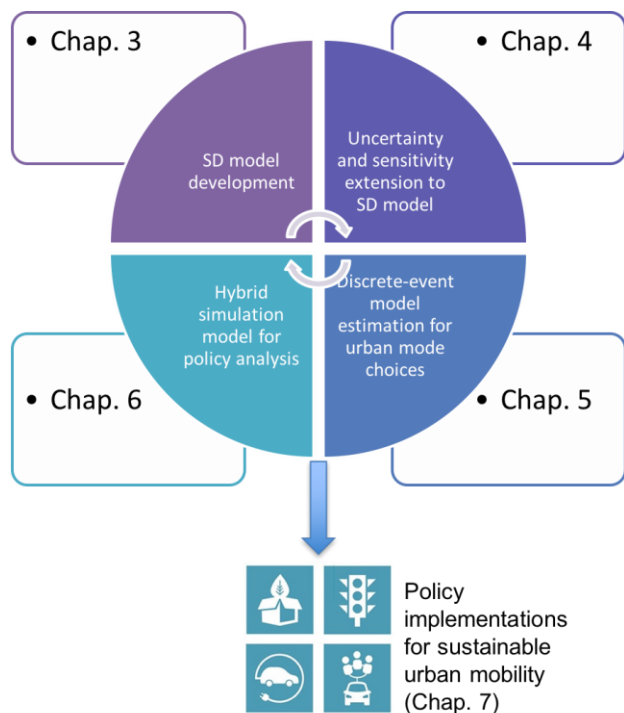 • Chap. 3
• Chap. 4
SD model
development
Uncertainty
and sensitivity
extension to
SD model
Hybrid
simulation
model for
policy analysis
Discrete-event
model
estimation for
urban mode
choices
• Chap. 6
• Chap. 5
Policy
implementations
for sustainable
urban mobility
(Chap. 7)